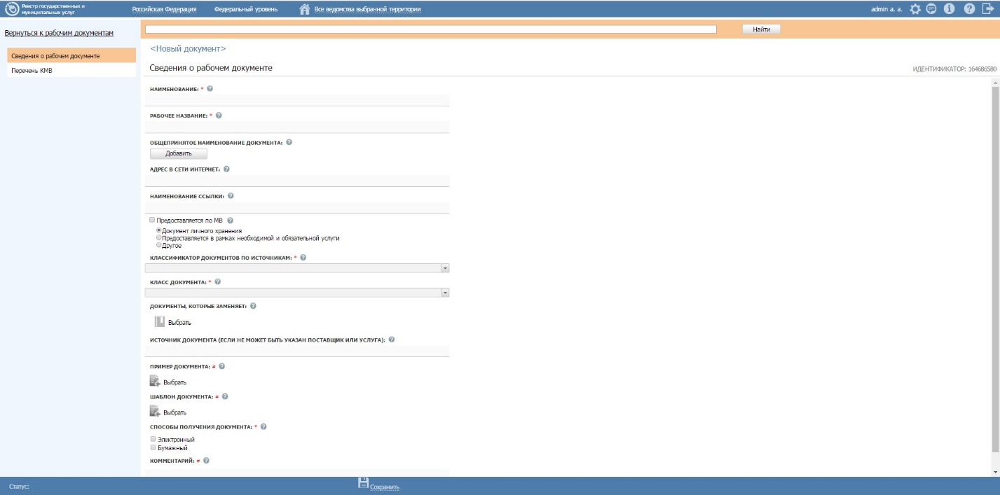 Реестр государственных и
муниципальных услуг
Российская Федерация Федеральный уровень Все ведомства выбранной территории admin a. a.
Вернуться к рабочим документам
Найти
Сведения о рабочем документе
Перечень КМВ
<Новый документ>
Сведения о рабочем документе
ИДЕНТИФИКАТОР: 164686580
НАИМЕНОВАНИЕ: * ?
РАБОЧЕЕ НАЗВАНИЕ: * ?
ОБЩЕПРИНЯТОЕ НАИМЕНОВАНИЕ ДОКУМЕНТА: ?
Добавить
АДРЕС В СЕТИ ИНТЕРНЕТ: ?
НАИМЕНОВАНИЕ ССЫЛКИ: ?
Предоставляется по МВ ?
Документ личного хранения
Предоставляется в рамках необходимой и обязательной услуги
Другое
КЛАССИФИКАТОР ДОКУМЕНТОВ ПО ИСТОЧНИКАМ: * ?
КЛАСС ДОКУМЕНТА: * ?
ДОКУМЕНТЫ, КОТОРЫЕ ЗАМЕНЯЕТ: ?
Выбрать
ИСТОЧНИК ДОКУМЕНТА (ЕСЛИ НЕ МОЖЕТ БЫТЬ УКАЗАН ПОСТАВЩИК ИЛИ УСЛУГА): ?
ПРИМЕР ДОКУМЕНТА: # ?
Выбрать
ШАБЛОН ДОКУМЕНТА: # ?
Выбрать
СПОСОБЫ ПОЛУЧЕНИЯ ДОКУМЕНТА: * ?
Электронный
Бумажный
КОММЕНТАРИЙ: # ?
Статус:
Сохранить